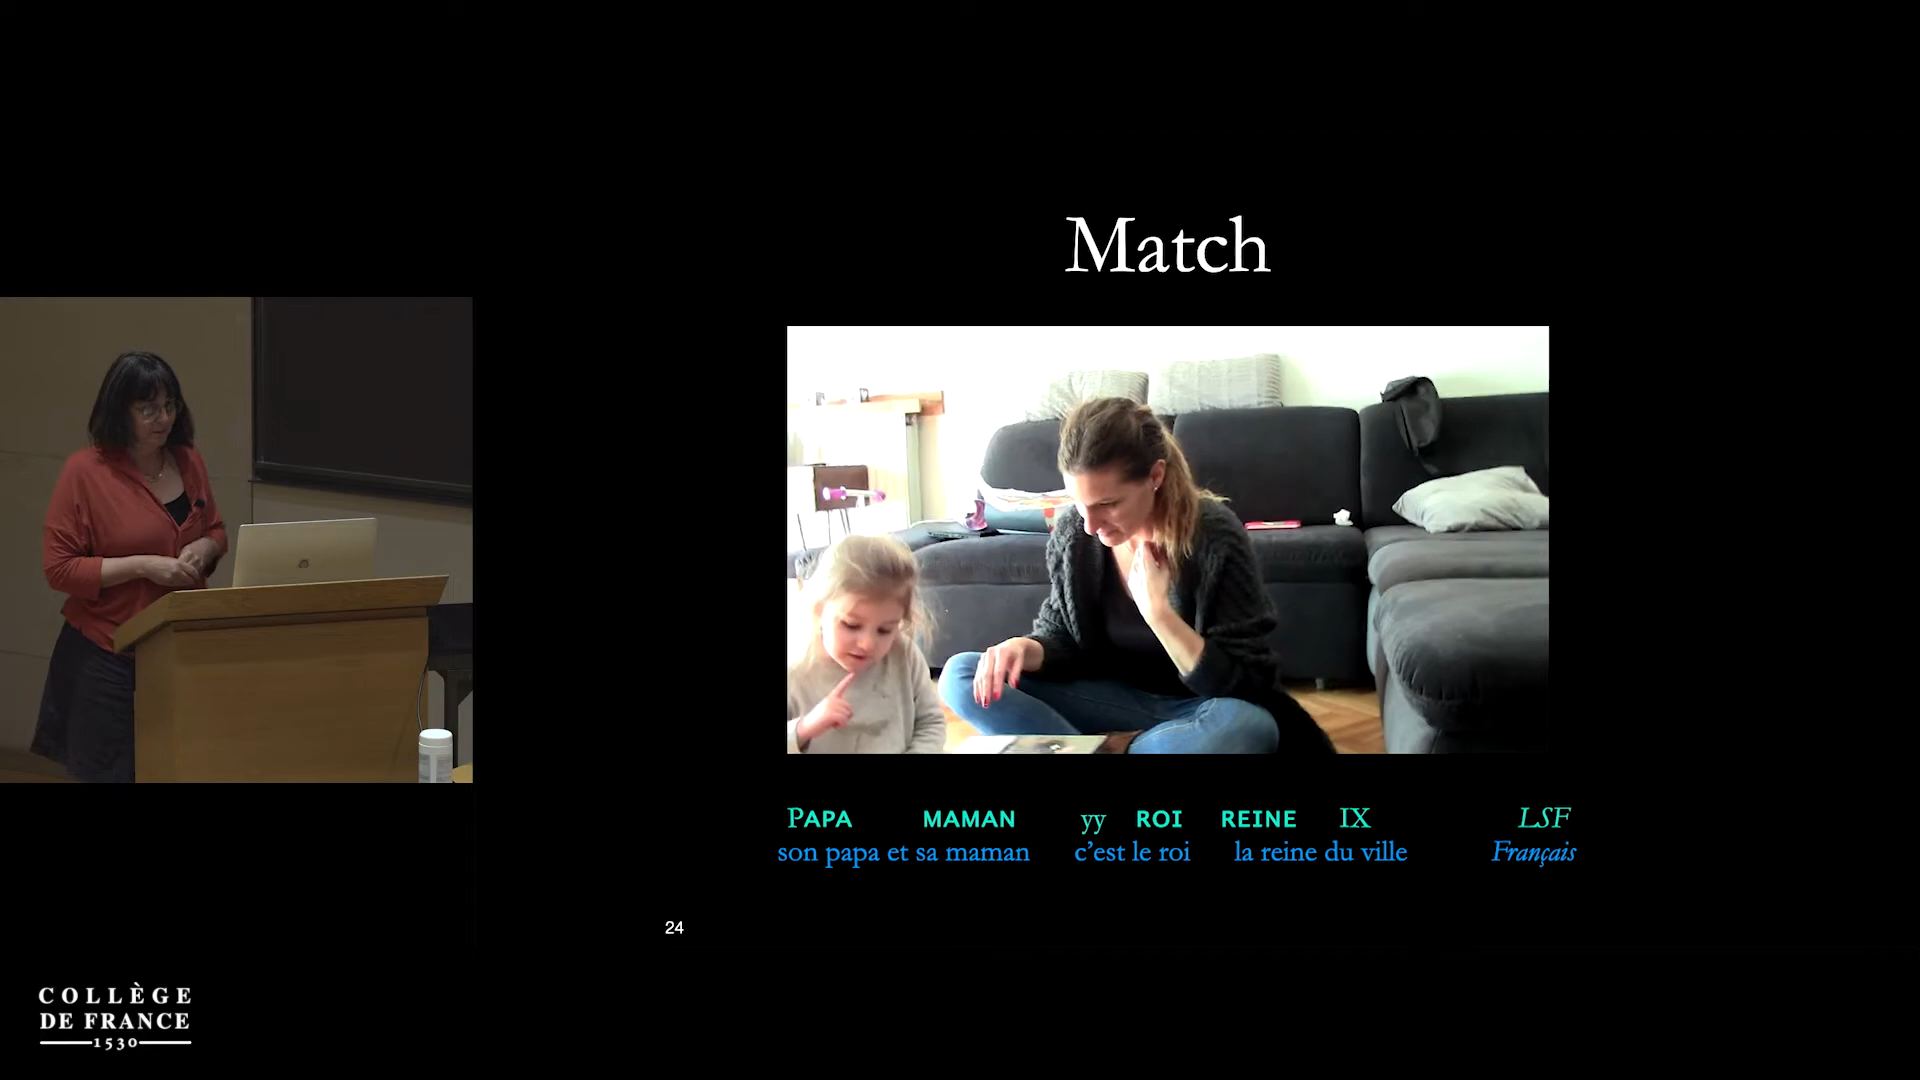 Match
PAPA MAMAN yy ROI REINE IX LSF
son papa et sa maman c’est le roi la reine du ville Français
24
COLLÈGE
DE FRANCE
1530